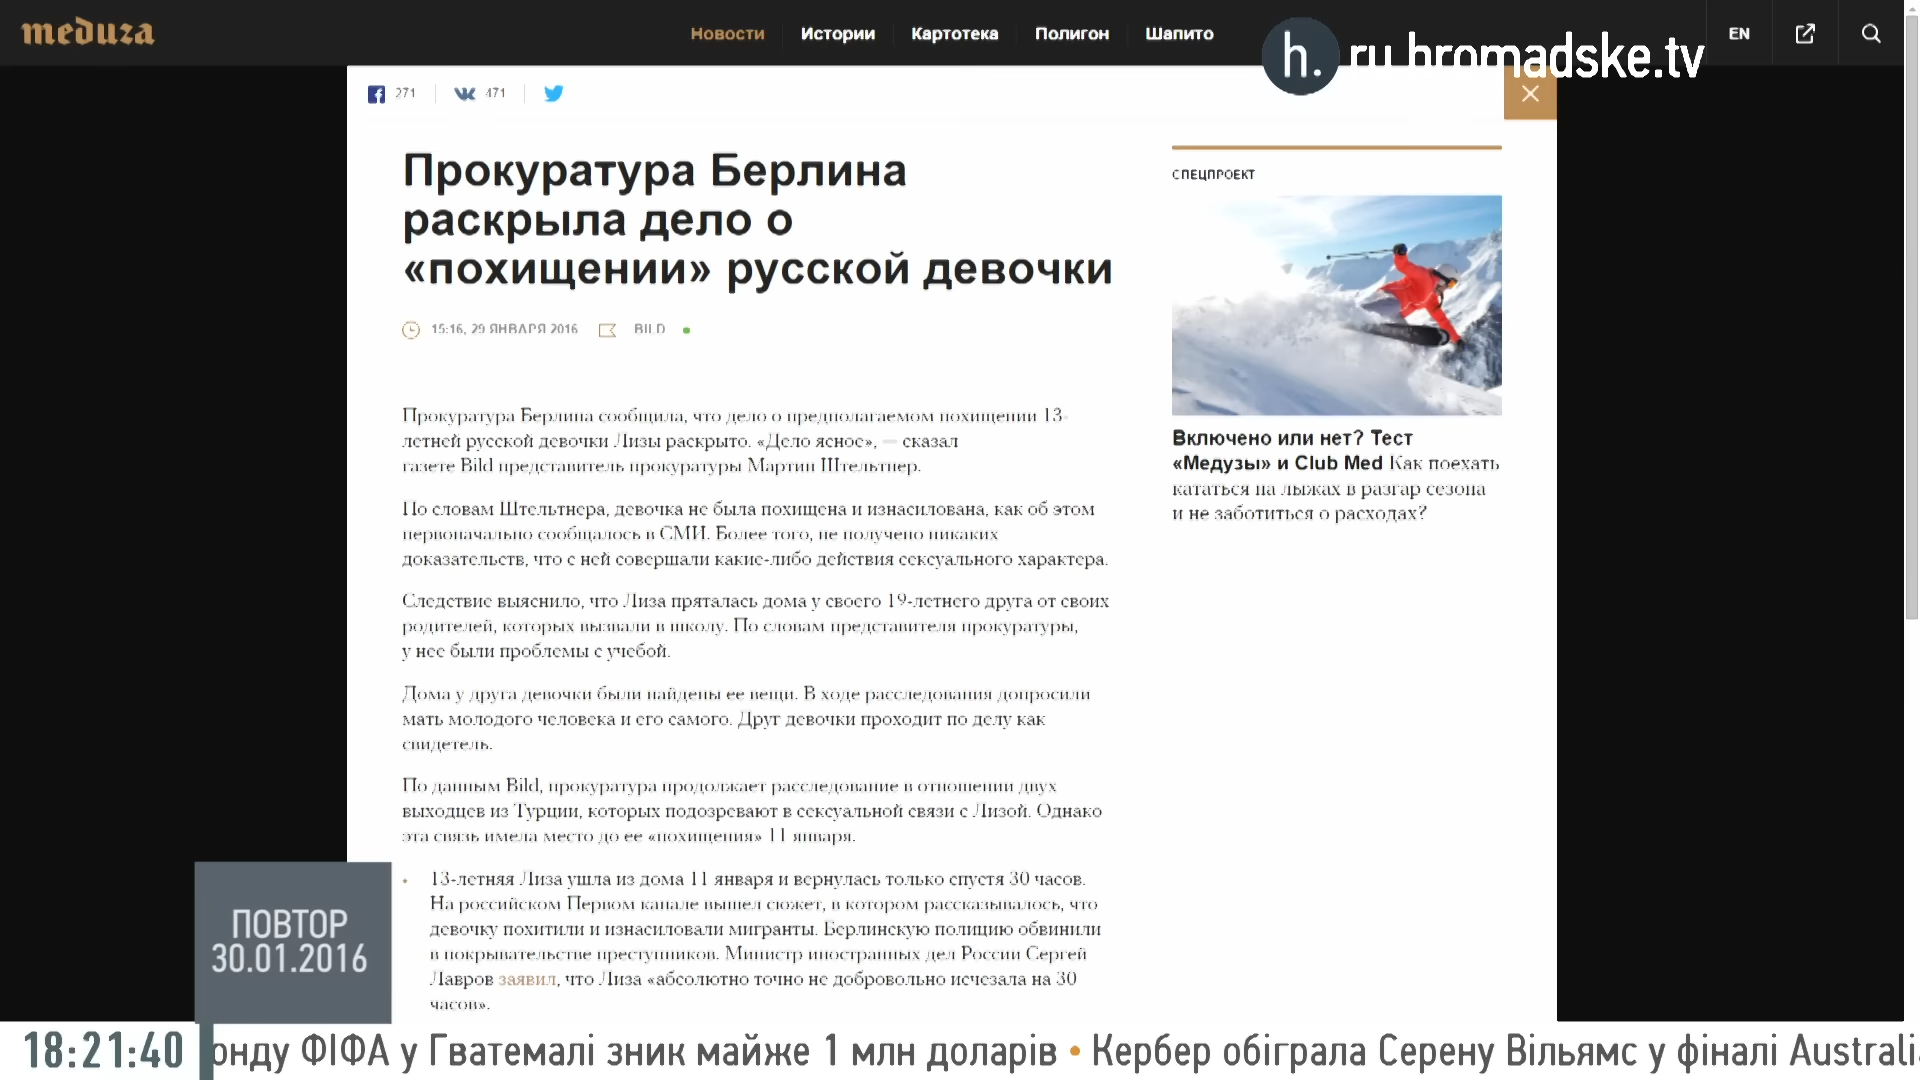 meduza
Новости
Истории
Картотека
Полигон
Шапито
EN
h. ru.hromadske.tv
271
471
Прокуратура Берлина
раскрыла дело о
«похищении» русской девочки
15:16, 29 ЯНВАРЯ 2016
BILD
Прокуратура Берлина сообщила, что дело о предполагаемом похищении 13-
летней русской девочки Лизы раскрыто. «Дело ясное», — сказал
газете Bild представитель прокуратуры Мартин Штельтнер.
По словам Штельтнера, девочка не была похищена и изнасилована, как об этом
первоначально сообщалось в СМИ. Более того, не получено никаких
доказательств, что с ней совершали какие-либо действия сексуального характера.
Следствие выяснило, что Лиза пряталась дома у своего 19-летнего друга от своих
родителей, которых вызвали в школу. По словам представителя прокуратуры,
у нее были проблемы с учебой.
Дома у друга девочки были найдены ее вещи. В ходе расследования допросили
мать молодого человека и его самого. Друг девочки проходит по делу как
свидетель.
По данным Bild, прокуратура продолжает расследование в отношении двух
выходцев из Турции, которых подозревают в сексуальной связи с Лизой. Однако
эта связь имела место до ее «похищения» 11 января.
13-летняя Лиза ушла из дома 11 января и вернулась только спустя 30 часов.
На российском Первом канале вышел сюжет, в котором рассказывалось, что
девочку похитили и изнасиловали мигранты. Берлинскую полицию обвинили
в покрывательстве преступников. Министр иностранных дел России Сергей
Лавров заявил, что Лиза «абсолютно точно не добровольно исчезала на 30
часов».
СПЕЦПРОЕКТ
Включено или нет? Тест
«Медузы» и Club Med Как поехать
кататься на лыжах в разгар сезона
и не заботиться о расходах?
ПОВТОР
30.01.2016
18:21:40
онду ФІФА у Гватемалі зник майже 1 млн доларів • Кербер обіграла Серену Вільямс у фіналі Australi